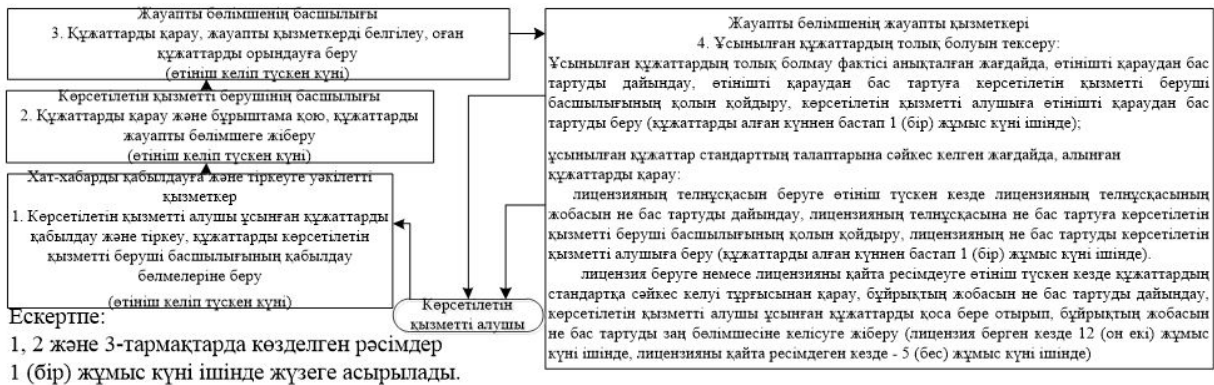 Жауапты бөлімшенің басшылығы
3. Құжаттарды қарау, жауапты қызметкерді белгілеу, оған
құжаттарды орындауға беру
(өтініш келіп түскен күні)
Көрсетілетін қызметті берушінің басшылығы
2. Құжаттарды қарау және бұрыштама қою, құжаттарды
жауапты бөлімшеге жіберу
(өтініш келіп түскен күні)
Хат-хабарды қабылдауға және тіркеуге уәкілетті
қызметкер
1. Көрсетілетін қызметті алушы ұсынған құжаттарды
қабылдау және тіркеу, құжаттарды көрсетілетін
қызметті беруші басшылығының қабылдау
бөлмелеріне беру
(өтініш келіп түскен күні)
Көрсетілетін
қызметті алушы
Ескертпе:
1, 2 және 3-тармақтарда көзделген рәсімдер
1 (бір) жұмыс күні ішінде жүзеге асырылады.
Жауапты бөлімшенің жауапты қызметкері
4. Ұсынылған құжаттардың толық болуын тексеру:
Ұсынылған құжаттардың толық болмау фактісі анықталған жағдайда, өтінішті қараудан бас
тартуды дайындау, өтінішті қараудан бас тартуға көрсетілетін қызметті беруші
басшылығының қолын қойдыру, көрсетілетін қызметті алушыға өтінішті қараудан бас
тартуды беру (құжаттарды алған күннен бастап 1 (бір) жұмыс күні ішінде);
ұсынылған құжаттар стандарттың талаптарына сәйкес келген жағдайда, алынған
құжаттарды қарау:
лицензияның телнұсқасын беруге өтініш түскен кезде лицензияның телнұсқасының
жобасын не бас тартуды дайындау, лицензияның телнұсқасына не бас тартуға көрсетілетін
қызметті беруші басшылығының қолын қойдыру, лицензияның не бас тартуды көрсетілетін
қызметті алушыға беру (құжаттарды алған күннен бастап 1 (бір) жұмыс күні ішінде).
лицензия беруге немесе лицензияны қайта ресімдеуге өтініш түскен кезде құжаттардың
стандартқа сәйкес келуі тұрғысынан қарау, бұйрықтың жобасын не бас тартуды дайындау,
көрсетілетін қызметті алушы ұсынған құжаттарды қоса бере отырып, бұйрықтың жобасын
не бас тартуды заң бөлімшесіне келісуге жіберу (лицензия берген кезде 12 (он екі) жұмыс
күні ішінде, лицензияны қайта ресімдеген кезде - 5 (бес) жұмыс күні ішінде)